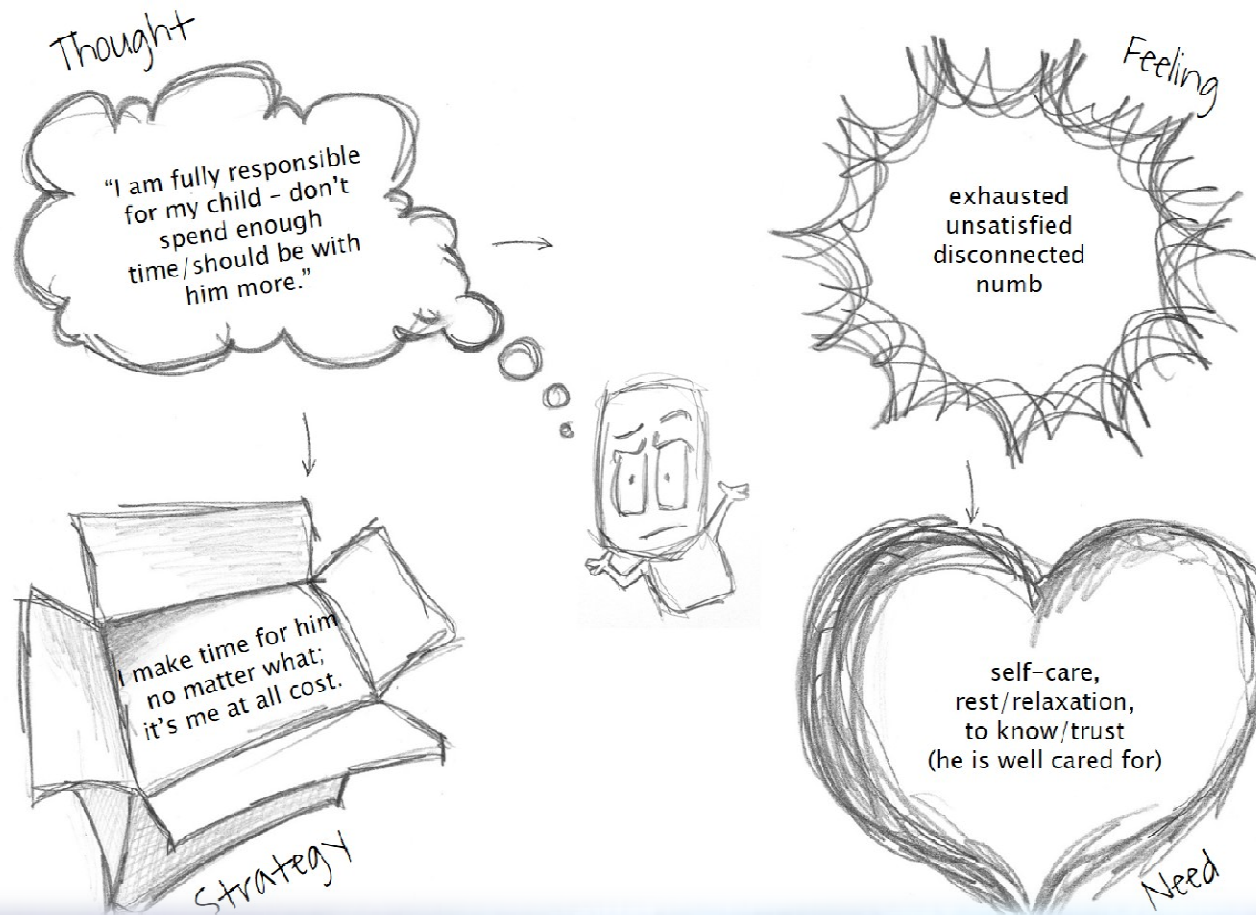 Thought
“I am fully responsible
for my child – don’t
spend enough
time/should be with
him more.”
Feeling
exhausted
unsatisfied
disconnected
numb
I make time for him
no matter what;
it’s me at all cost.
Strategy
self-care,
rest/relaxation,
to know/trust
(he is well cared for)
Need